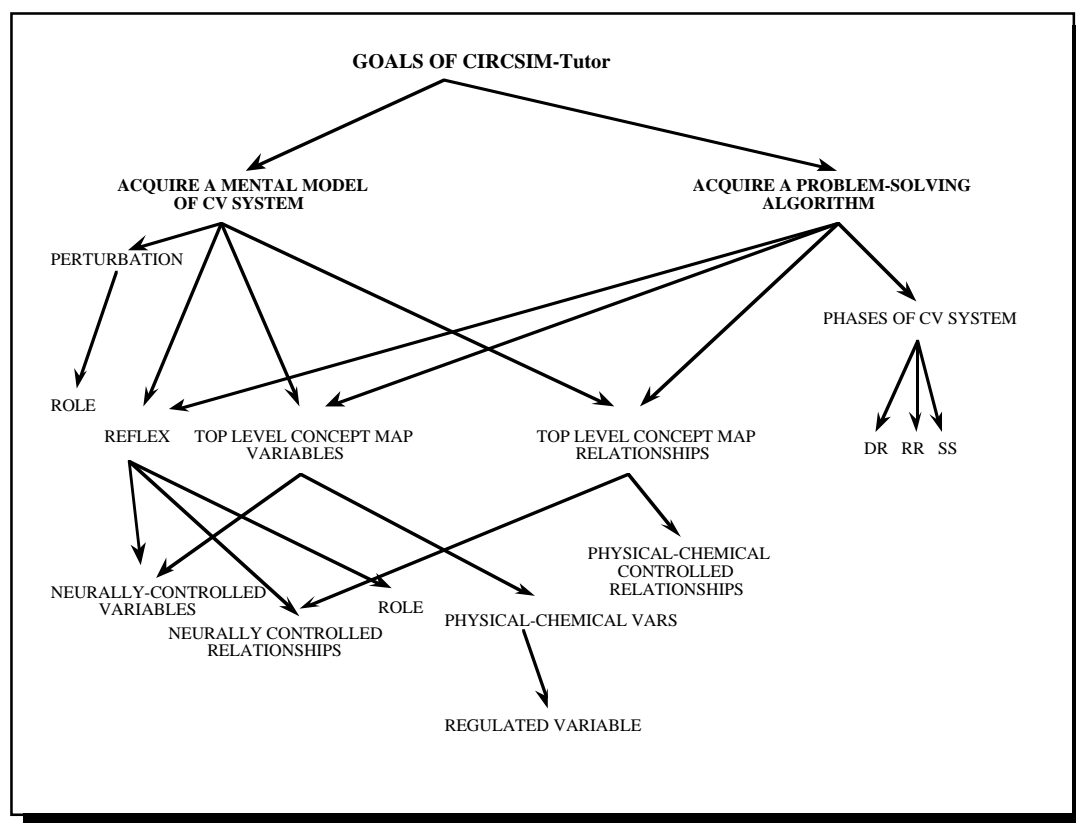 GOALS OF CIRCSIM-Tutor
ACQUIRE A MENTAL MODEL
OF CV SYSTEM
ACQUIRE A PROBLEM-SOLVING
ALGORITHM
PERTURBATION
PHASES OF CV SYSTEM
ROLE
REFLEX
TOP LEVEL CONCEPT MAP
VARIABLES
TOP LEVEL CONCEPT MAP
RELATIONSHIPS
DR RR SS
NEURALLY-CONTROLLED
VARIABLES
NEURALLY CONTROLLED
RELATIONSHIPS
ROLE
PHYSICAL-CHEMICAL VARS
PHYSICAL-CHEMICAL
CONTROLLED
RELATIONSHIPS
REGULATED VARIABLE